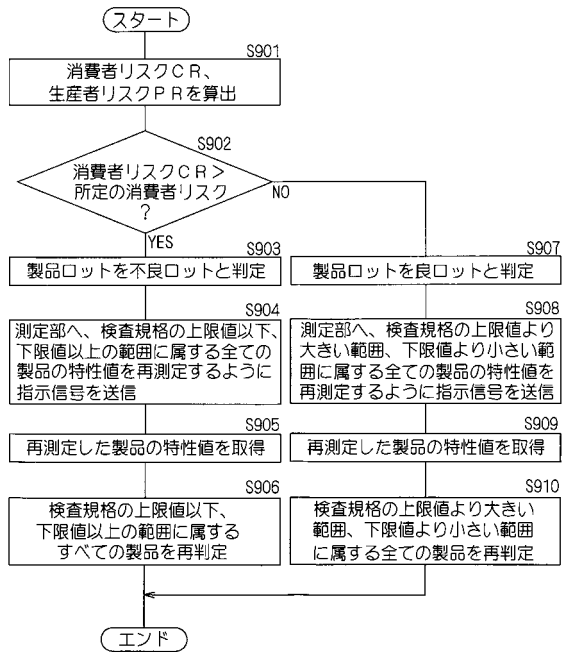 スタート
S901
消費者リスクＣＲ、
生産者リスクＰＲを算出
S902
消費者リスクＣＲ＞
所定の消費者リスク
？
NO
YES
S903
製品ロットを不良ロットと判定
S904
測定部へ、検査規格の上限値以下、
下限値以上の範囲に属する全ての
製品の特性値を再測定するように
指示信号を送信
S905
再測定した製品の特性値を取得
S906
検査規格の上限値以下、
下限値以上の範囲に属する
すべての製品を再判定
S907
製品ロットを良ロットと判定
S908
測定部へ、検査規格の上限値より
大きい範囲、下限値より小さい範
囲に属する全ての製品の特性値を
再測定するように指示信号を送信
S909
再測定した製品の特性値を取得
S910
検査規格の上限値より大きい
範囲、下限値より小さい範囲
に属する全ての製品を再判定
エンド